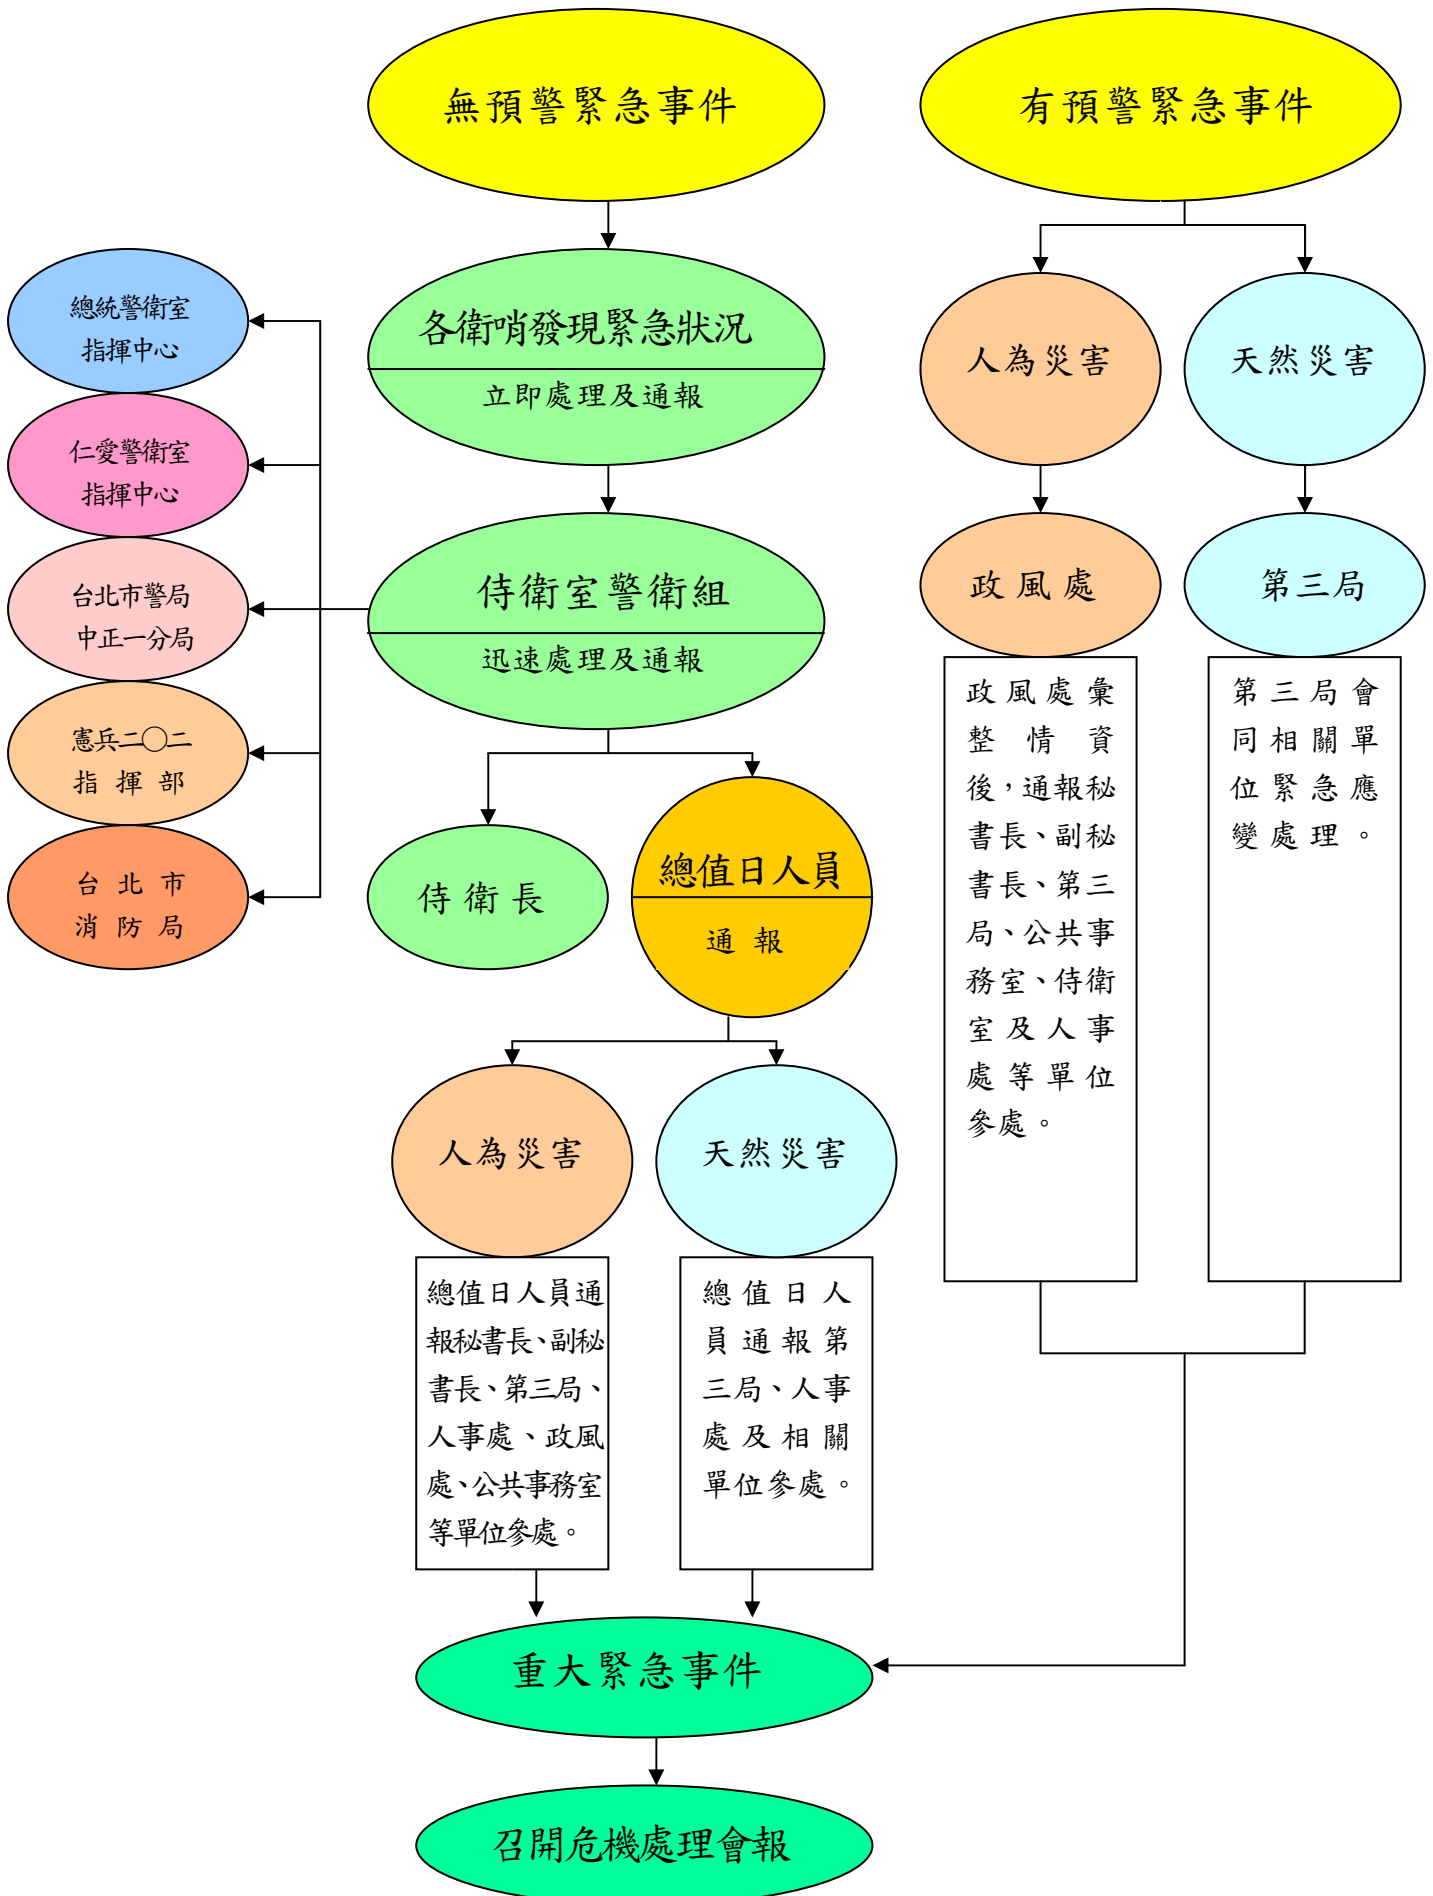 無預警緊急事件
有預警緊急事件
各衛哨發現緊急狀況
立即處理及通報
總統警衛室
指揮中心
仁愛警衛室
指揮中心
台北市警局
中正一分局
憲兵二〇二
指揮部
台北市
消防局
侍衛室警衛組
迅速處理及通報
侍衛長
總值日人員
通報
人為災害
天然災害
總值日人員通
報秘書長、副秘
書長、第三局、
人事處、政風
處、公共事務室
等單位參處。
總值日人
員通報第
三局、人事
處及相關
單位參處。
人為災害
天然災害
政風處
第三局
政風處彙
整情資
後，通報秘
書長、副秘
書長、第三
局、公共事
務室、侍衛
室及人事
處等單位
參處。
第三局會
同相關單
位緊急應
變處理。
重大緊急事件
召開危機處理會報